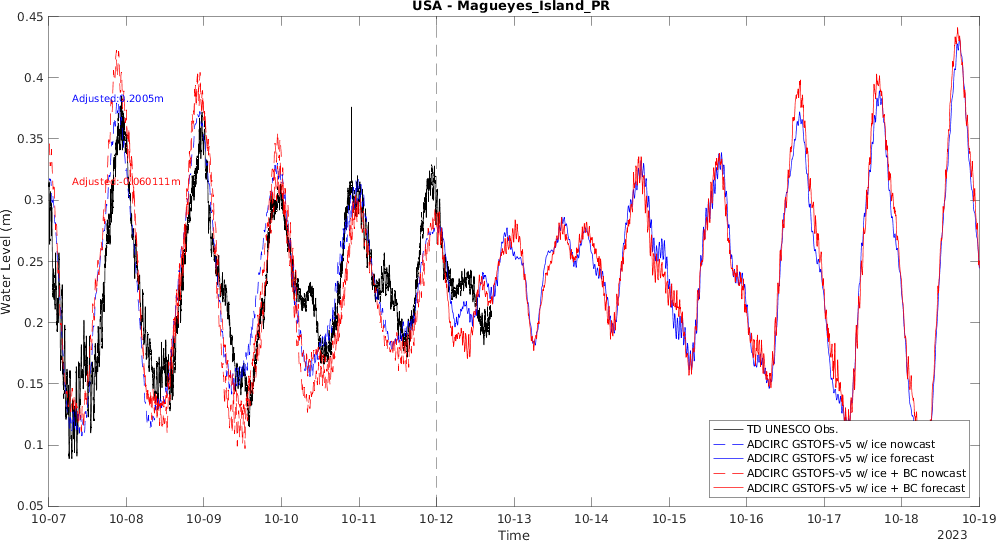 USA - Magueyes_Island_PR
Water Level (m)
0.45
0.4
0.35
0.3
0.25
0.2
0.15
0.1
0.05
Adjusted:0.2005m
Adjusted:-0.060111m
TD UNESCO Obs.
ADCIRC GSTOFS-v5 w/ ice nowcast
ADCIRC GSTOFS-v5 w/ ice forecast
ADCIRC GSTOFS-v5 w/ ice + BC nowcast
ADCIRC GSTOFS-v5 w/ ice + BC forecast
10-07 10-08 10-09 10-10 10-11 10-12 10-13 10-14 10-15 10-16 10-17 10-18 10-19
Time
2023